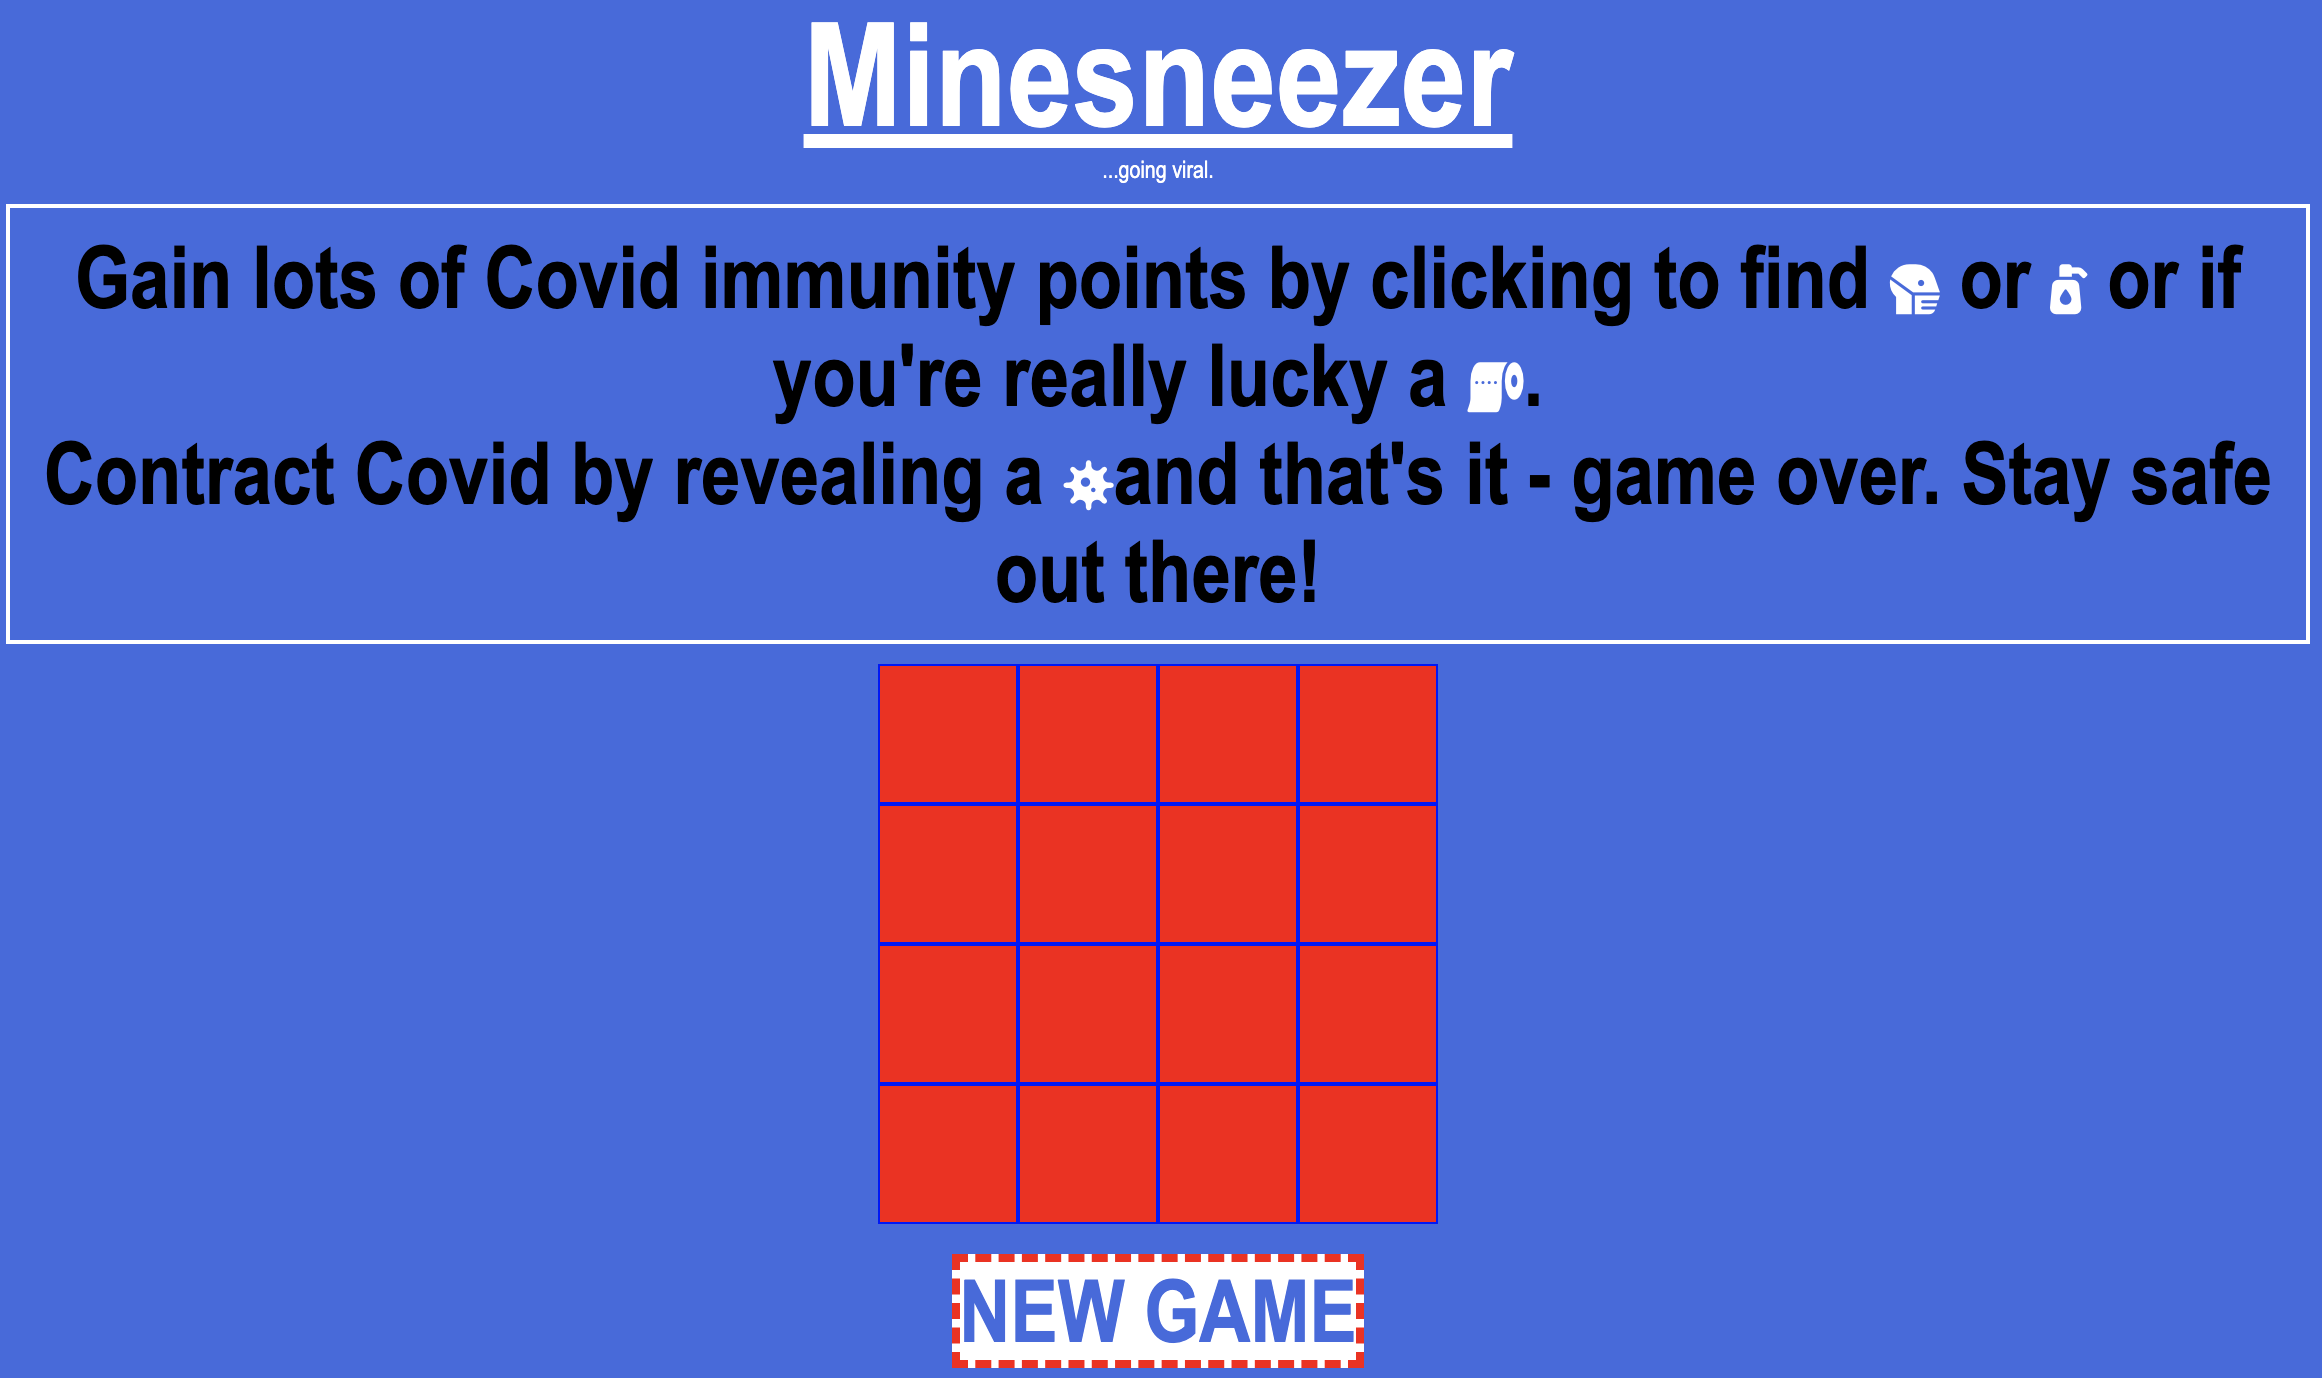 Minesneezer
...going viral.
Gain lots of Covid immunity points by clicking to find or or if
you're really lucky a .
Contract Covid by revealing a and that's it - game over. Stay safe
out there!
NEW GAME